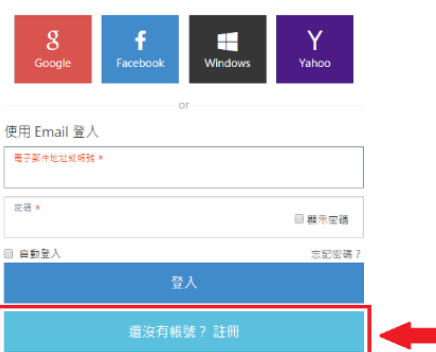 Google Facebook Windows Yahoo
or
使用 Email 登入
電子郵件地址或帳號 *
密碼 *
顯示密碼
自動登入 忘記密碼？
登入
還沒有帳號？ 註冊